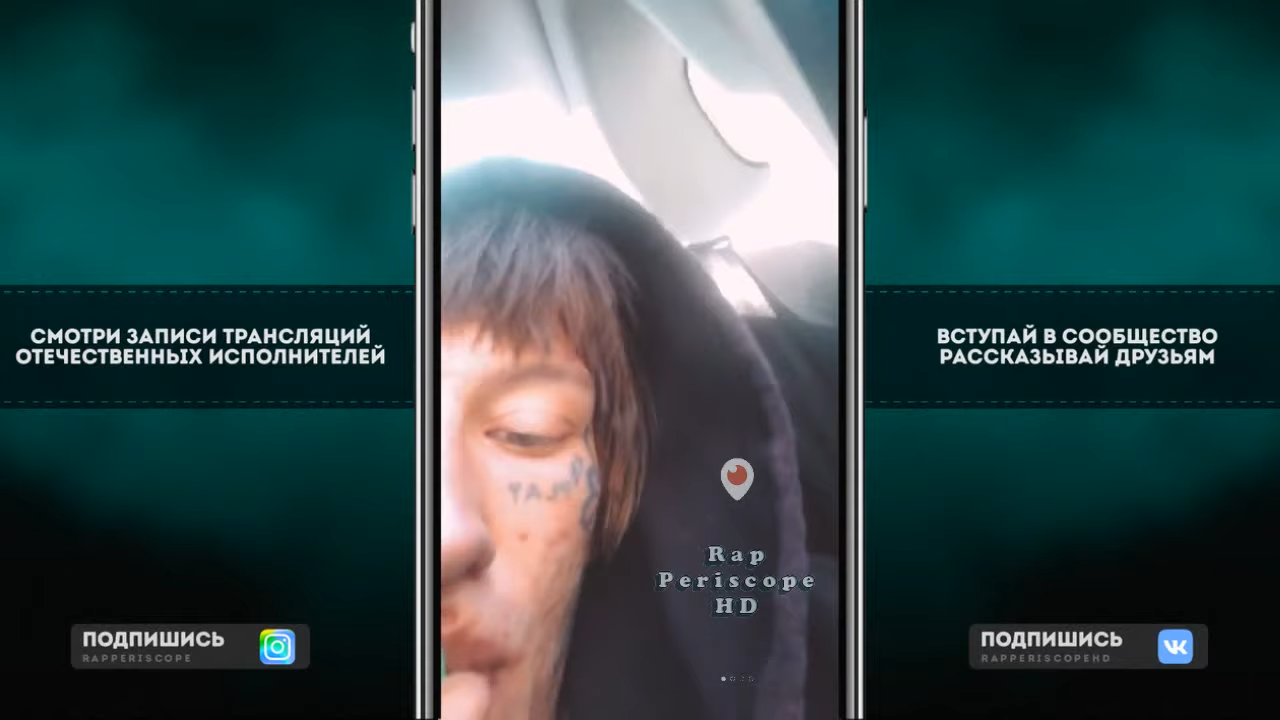 СМОТРИ ЗАПИСИ ТРАНСЛЯЦИЙ
ОТЕЧЕСТВЕННЫХ ИСПОЛНИТЕЛЕЙ
ВСТУПАЙ В СООБЩЕСТВО
РАССКАЗЫВАЙ ДРУЗЬЯМ
Rap
Periscope
HD
ПОДПИШИСЬ
RAPPERISCOPE
ПОДПИШИСЬ
RAPPERISCOPEHD